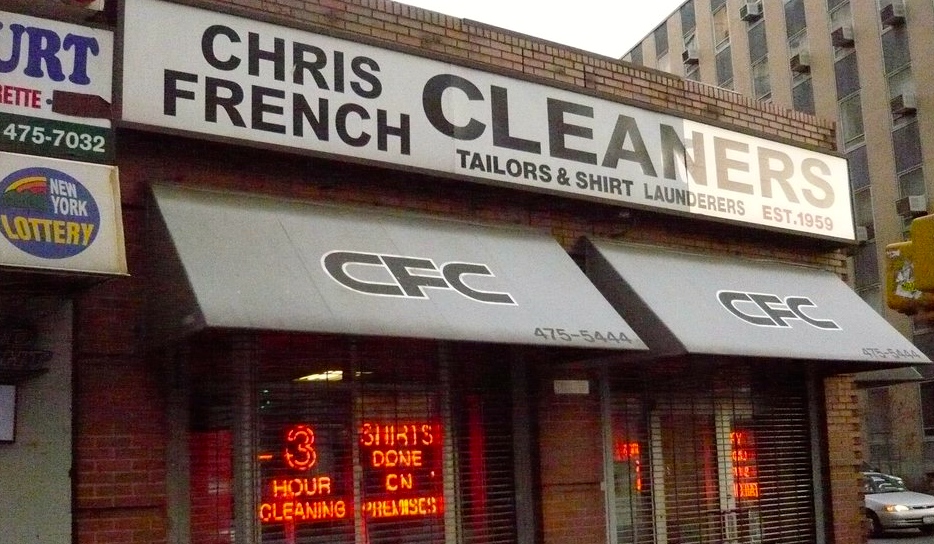 URT
RETTE
475-7032
NEW
YORK
LOTTERY
CHRIS
FRENCH
CLEANERS
TAILORS & SHIRT LAUNDERERS EST.1959
CFC
475-5444
CFC
475-5444
3
HOUR
CLEANING
SHIRTS
DONE
ON
PREMISES